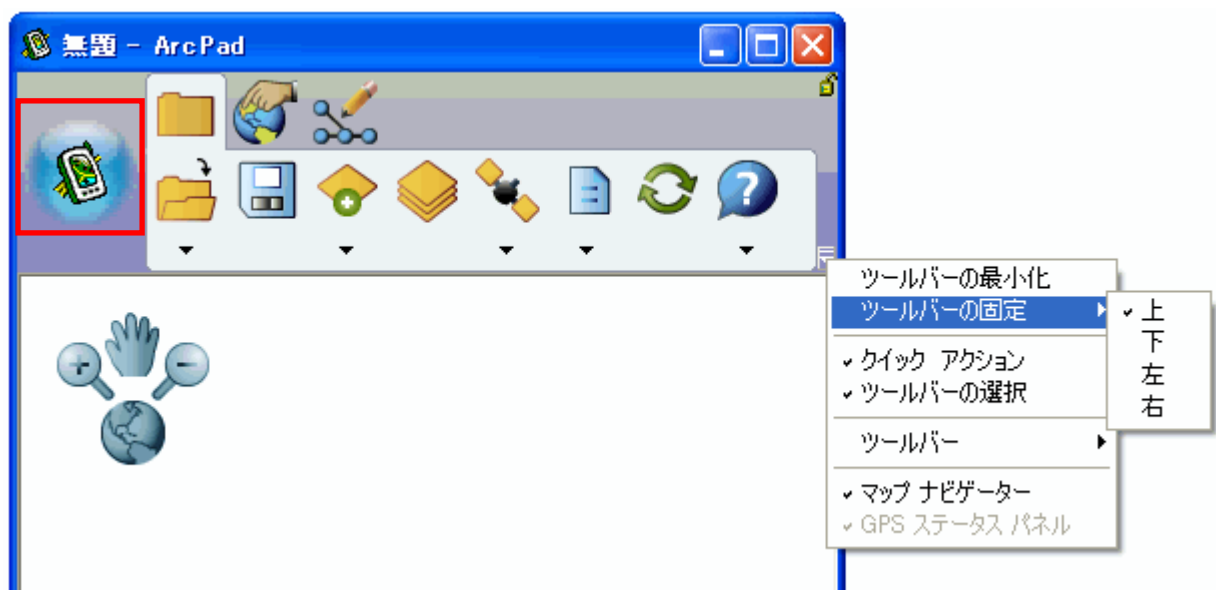 無題 - ArcPad
ツールバーの最小化
ツールバーの固定
上
下
左
右
クイック アクション
ツールバーの選択
ツールバー
マップ ナビゲーター
GPS ステータス パネル